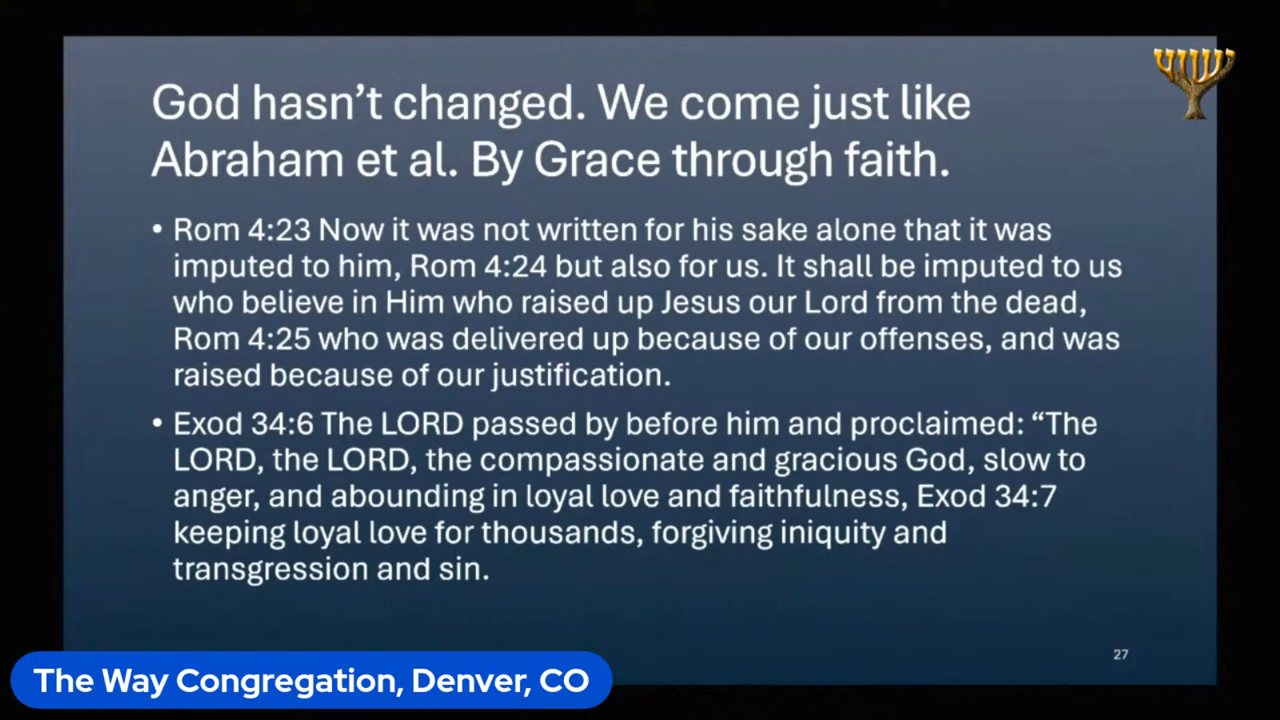 God hasn’t changed. We come just like
Abraham et al. By Grace through faith.
• Rom 4:23 Now it was not written for his sake alone that it was
imputed to him, Rom 4:24 but also for us. It shall be imputed to us
who believe in Him who raised up Jesus our Lord from the dead,
Rom 4:25 who was delivered up because of our offenses, and was
raised because of our justification.
• Exod 34:6 The LORD passed by before him and proclaimed: “The
LORD, the LORD, the compassionate and gracious God, slow to
anger, and abounding in loyal love and faithfulness, Exod 34:7
keeping loyal love for thousands, forgiving iniquity and
transgression and sin.
27
The Way Congregation, Denver, CO